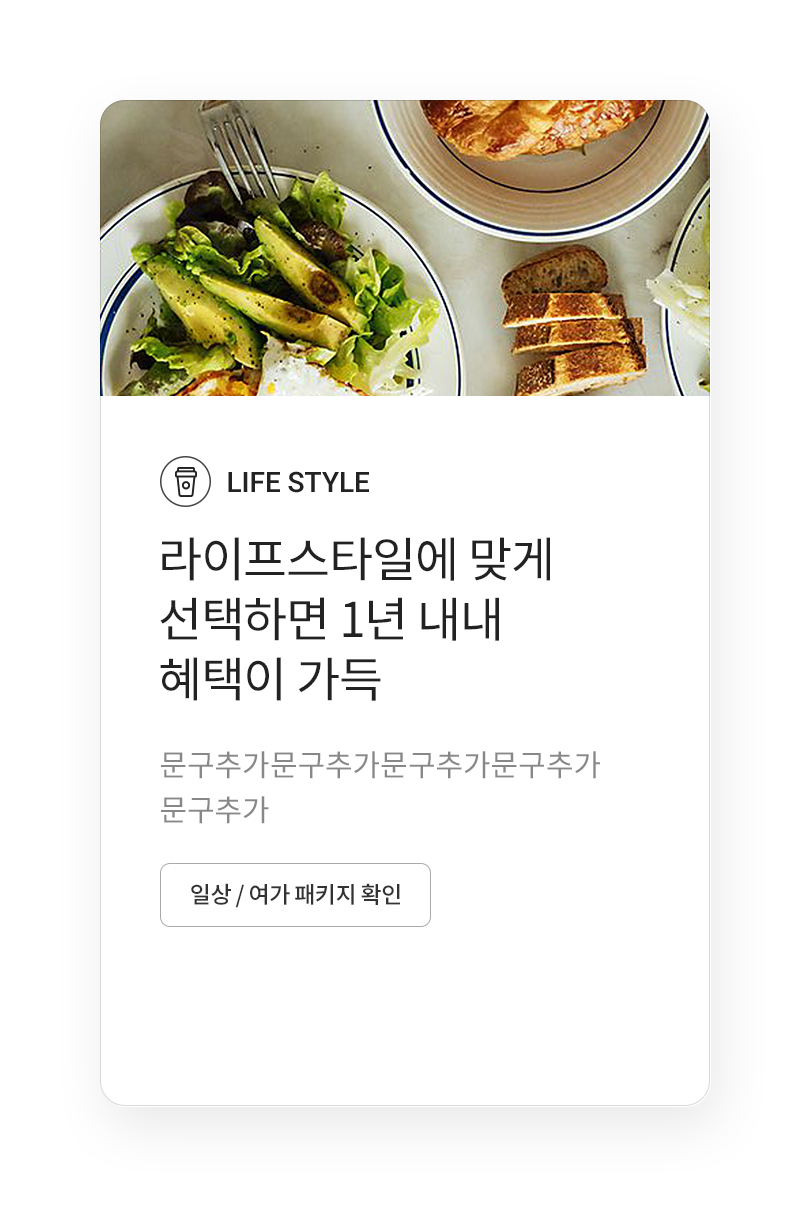 LIFE STYLE
라이프스타일에 맞게
선택하면 1년 내내
혜택이 가득
문구추가문구추가문구추가문구추가
문구추가
일상 / 여가 패키지 확인